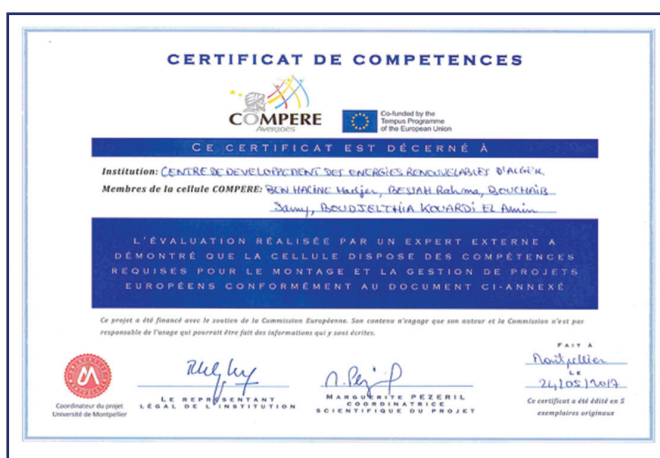 CERTIFICAT DE COMPETENCES
COMPERE
AVERROÈS
Co-funded by the
Tempus Programme
of the European Union
CE CERTIFICAT EST DÉCERNÉ À
Institution: CENTRE DE DEVELOPPEMENT DES ENERGIES RENOUVELABLES D'ALGER
Membres de la cellule COMPERE: BEN HACINE Hadjer, BESSAH Rahma, BOUCHAIB
Samy, BOUDJELTHIA KOUARDI EL Amin
L'ÉVALUATION RÉALISÉE PAR UN EXPERT EXTERNE A
DÉMONTRÉ QUE LA CELLULE DISPOSE DES COMPÉTENCES
REQUISES POUR LE MONTAGE ET LA GESTION DE PROJETS
EUROPÉENS CONFORMÉMENT AU DOCUMENT CI-ANNEXÉ
Ce projet a été financé avec le soutien de la Commission Européenne. Son contenu n'engage que son auteur et la Commission n'est pas
responsable de l'usage qui pourrait être fait des informations qui y sont écrites.
FAIT À
Montpellier
LE
24/05/2017
Ce certificat a été édité en 5
exemplaires originaux
Coordinateur du projet
Université de Montpellier
LE REPRÉSENTANT
LÉGAL DE L'INSTITUTION
M. Pezeril
MARGUERITE PEZERIL
COORDINATRICE
SCIENTIFIQUE DU PROJET